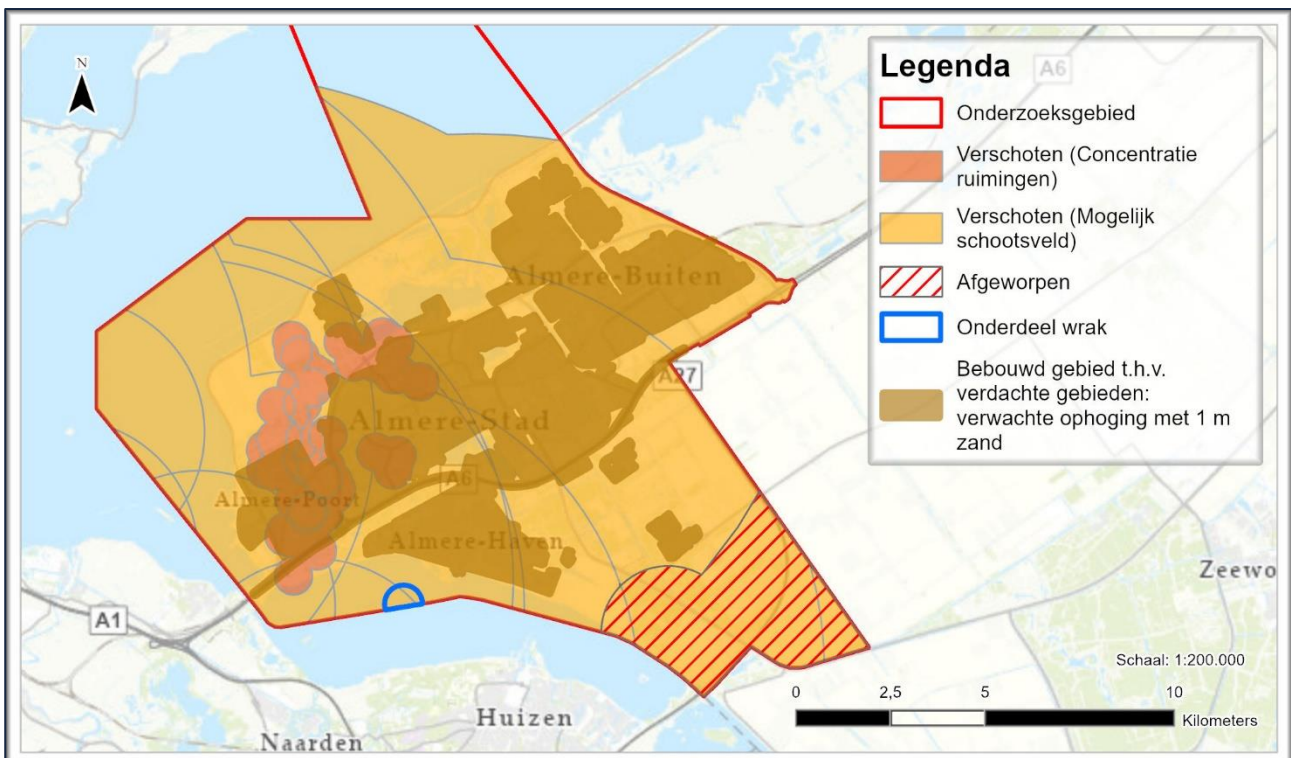 N
Legenda
A6
Onderzoeksgebied
Verschoten (Concentratie
ruimingen)
Verschoten (Mogelijk
schootsveld)
Afgeworpen
Onderdeel wrak
Bebouwd gebied t.h.v.
verdachte gebieden:
verwachte ophoging met 1 m
zand
Almere-Buiten
A27
Almere-Stad
A6
Almere-Poort
Almere-Haven
Zeewo
A1
Schaal: 1:200.000
0 2,5 5 10
Kilometers
Huizen
Naarden